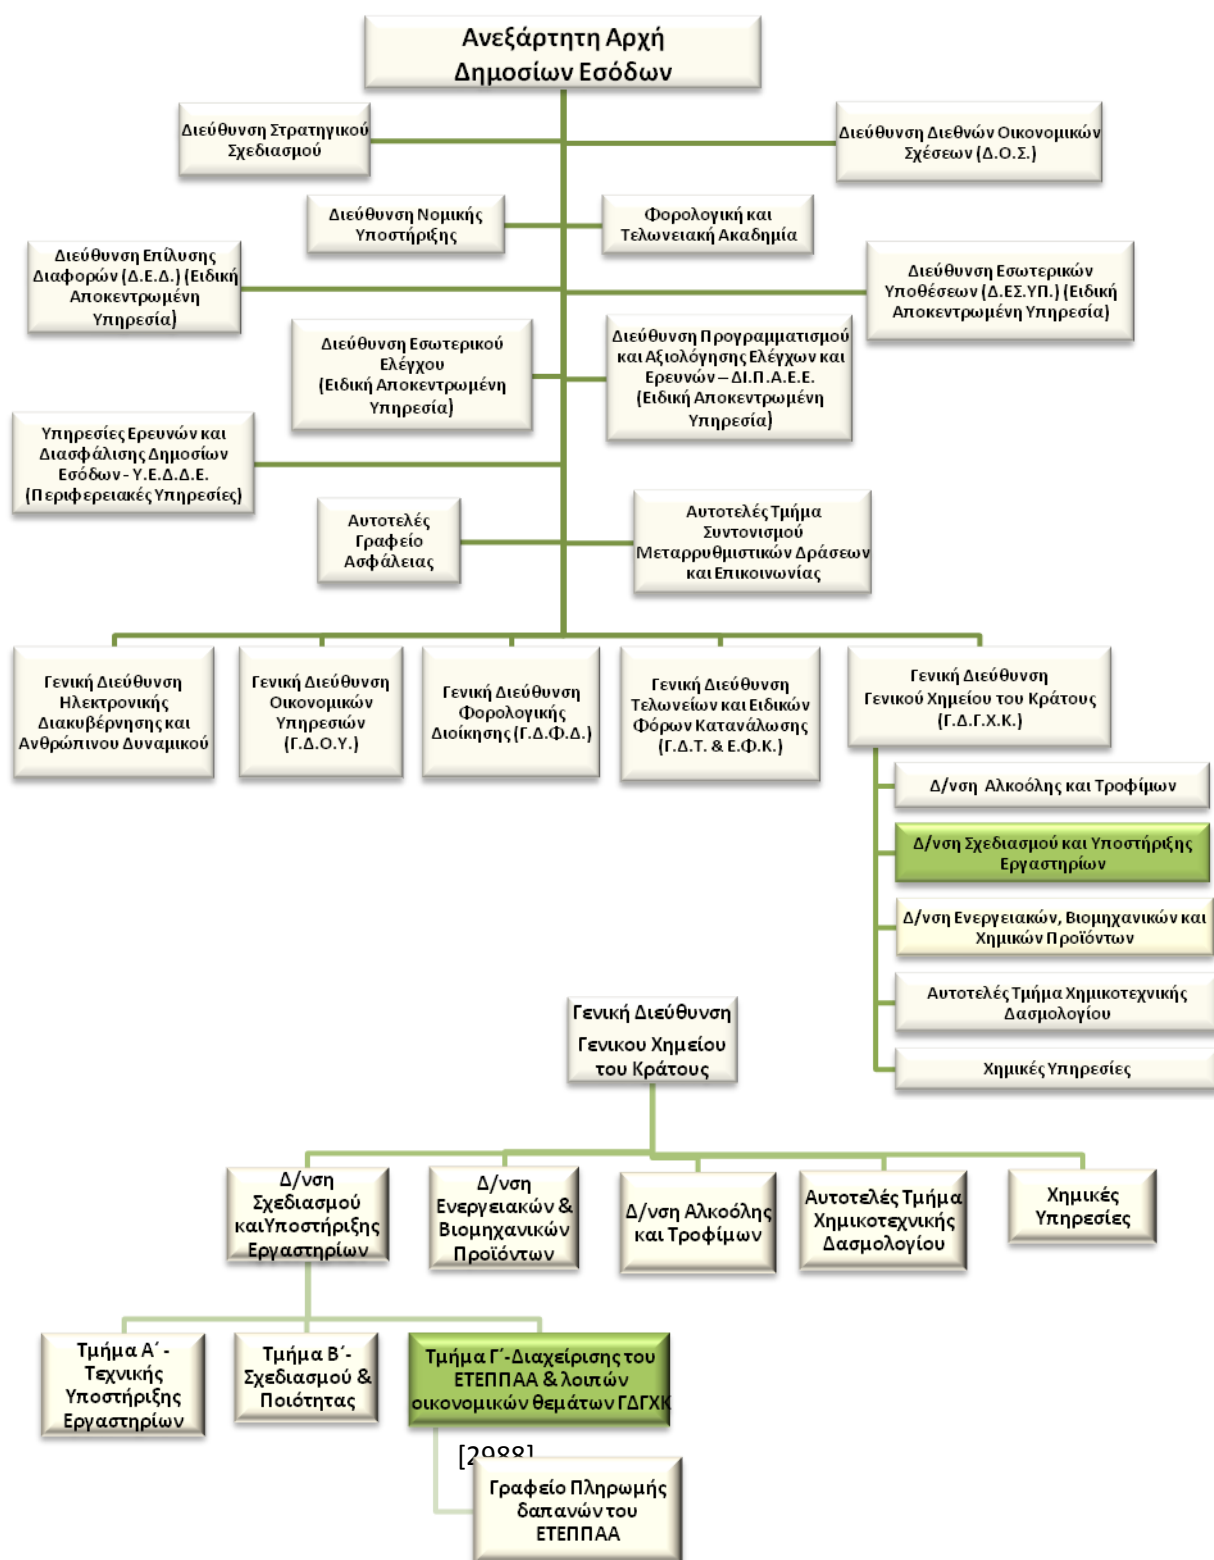 Ανεξάρτητη Αρχή
Δημοσίων Εσόδων
Διεύθυνση Στρατηγικού
Σχεδιασμού
Διεύθυνση Διεθνών Οικονομικών
Σχέσεων (Δ.Ο.Σ.)
Διεύθυνση Νομικής
Υποστήριξης
Φορολογική και
Τελωνειακή Ακαδημία
Διεύθυνση Επίλυσης
Διαφορών (Δ.Ε.Δ.) (Ειδική
Αποκεντρωμένη
Υπηρεσία)
Διεύθυνση Εσωτερικών
Υποθέσεων (Δ.ΕΣ.ΥΠ.) (Ειδική
Αποκεντρωμένη Υπηρεσία)
Διεύθυνση Εσωτερικού
Ελέγχου
(Ειδική Αποκεντρωμένη
Υπηρεσία)
Διεύθυνση Προγραμματισμού
και Αξιολόγησης Ελέγχων και
Ερευνών – ΔΙ.Π.Α.Ε.Ε.
(Ειδική Αποκεντρωμένη
Υπηρεσία)
Υπηρεσίες Ερευνών και
Διασφάλισης Δημοσίων
Εσόδων - Υ.Ε.Δ.Δ.Ε.
(Περιφερειακές Υπηρεσίες)
Αυτοτελές
Γραφείο
Ασφάλειας
Αυτοτελές Τμήμα
Συντονισμού
Μεταρρυθμιστικών Δράσεων
και Επικοινωνίας
Γενική Διεύθυνση
Ηλεκτρονικής
Διακυβέρνησης και
Ανθρώπινου Δυναμικού
Γενική Διεύθυνση
Οικονομικών
Υπηρεσιών
(Γ.Δ.Ο.Υ.)
Γενική Διεύθυνση
Φορολογικής
Διοίκησης (Γ.Δ.Φ.Δ.)
Γενική Διεύθυνση
Τελωνείων και Ειδικών
Φόρων Κατανάλωσης
(Γ.Δ.Τ. & Ε.Φ.Κ.)
Γενική Διεύθυνση
Γενικού Χημείου του Κράτους
(Γ.Δ.Γ.Χ.Κ.)
Δ/νση Αλκοόλης και Τροφίμων
Δ/νση Σχεδιασμού και Υποστήριξης
Εργαστηρίων
Δ/νση Ενεργειακών, Βιομηχανικών και
Χημικών Προϊόντων
Αυτοτελές Τμήμα Χημικοτεχνικής
Δασμολογίου
Χημικές Υπηρεσίες
Γενική Διεύθυνση
Γενικου Χημείου
του Κράτους
Δ/νση
Σχεδιασμού
καιΥποστήριξης
Εργαστηρίων
Δ/νση
Ενεργειακών &
Βιομηχανικών
Προϊόντων
Δ/νση Αλκοόλης
και Τροφίμων
Αυτοτελές Τμήμα
Χημικοτεχνικής
Δασμολογίου
Χημικές
Υπηρεσίες
Τμήμα Α΄ -
Τεχνικής
Υποστήριξης
Εργαστηρίων
Τμήμα Β΄-
Σχεδιασμού &
Ποιότητας
Τμήμα Γ΄-Διαχείρισης του
ΕΤΕΠΠΑΑ & λοιπών
οικονομικών θεμάτων ΓΔΓΧΚ
[2988]
Γραφείο Πληρωμής
δαπανών του
ΕΤΕΠΠΑΑ